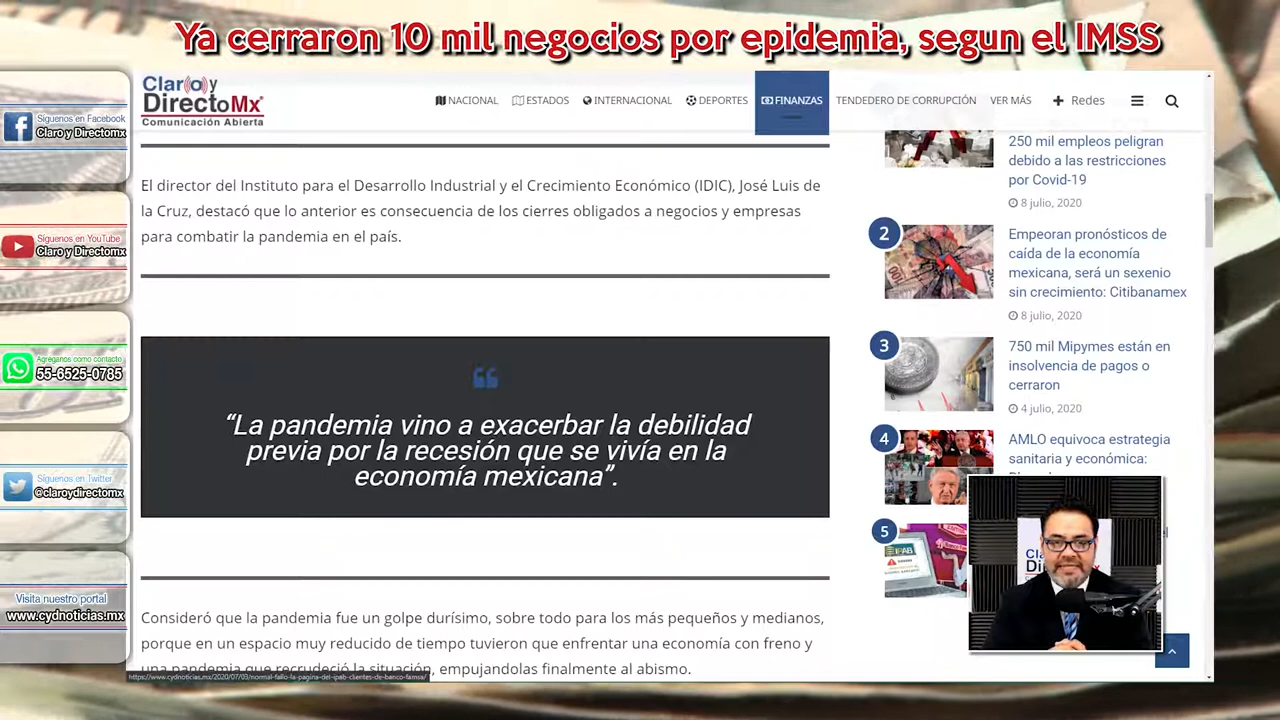 Ya cerraron 10 mil negocios por epidemia, segun el IMSS
Síguenos en Facebook
Claro y Directomx
Síguenos en YouTube
Claro y Directomx
Agréganos como contacto
55-6525-0785
Síguenos en Twitter
@claroydirectomx
Visita nuestro portal
www.cydnoticias.mx
Claro y
DirectoMx
Comunicación Abierta
NACIONAL
ESTADOS
INTERNACIONAL
DEPORTES
FINANZAS
TENDEDERO DE CORRUPCIÓN
VER MÁS
Redes
El director del Instituto para el Desarrollo Industrial y el Crecimiento Económico (IDIC), José Luis de
la Cruz, destacó que lo anterior es consecuencia de los cierres obligados a negocios y empresas
para combatir la pandemia en el país.
“La pandemia vino a exacerbar la debilidad
previa por la recesión que se vivía en la
economía mexicana”.
Consideró que la pandemia fue un golpe durísimo, sobre todo para los más pequeños y medianos,
porque en un espacio muy reducido de tiempo tuvieron que enfrentar una economía con freno y
una pandemia que recrudeció la situación, empujandolas finalmente al abismo.
https://www.cydnoticias.mx/2020/07/03/normal-fallo-la-pagina-del-ipab-clientes-de-banco-famsa/
250 mil empleos peligran
debido a las restricciones
por Covid-19
8 julio, 2020
2
Empeoran pronósticos de
caída de la economía
mexicana, será un sexenio
sin crecimiento: Citibanamex
8 julio, 2020
3
750 mil Mipymes están en
insolvencia de pagos o
cerraron
4 julio, 2020
4
AMLO equivoca estrategia
sanitaria y económica:
5
IPAB